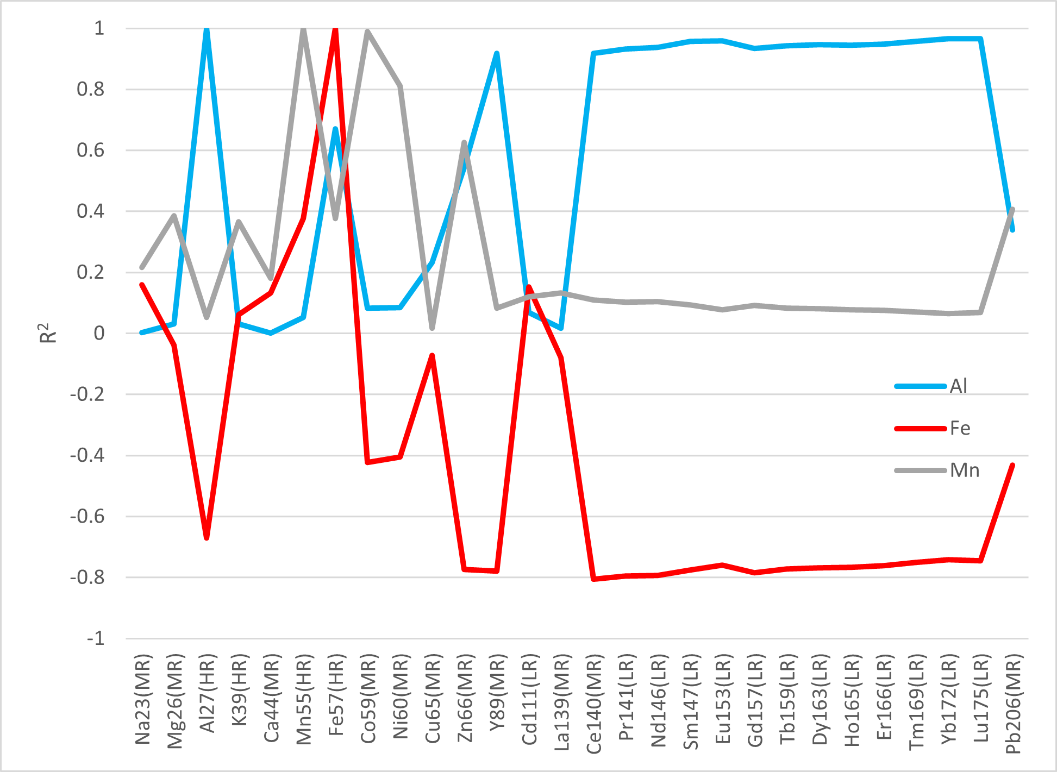 1
0.8
0.6
0.4
0.2
0
-0.2
-0.4
-0.6
-0.8
-1
R2
Al
Fe
Mn
Na23(MR)
Mg26(MR)
Al27(HR)
K39(HR)
Ca44(MR)
Mn55(HR)
Fe57(HR)
Co59(MR)
Ni60(MR)
Cu65(MR)
Zn66(MR)
Y89(MR)
Cd111(LR)
La139(MR)
Ce140(MR)
Pr141(LR)
Nd146(LR)
Sm147(LR)
Eu153(LR)
Gd157(LR)
Tb159(LR)
Dy163(LR)
Ho165(LR)
Er166(LR)
Tm169(LR)
Yb172(LR)
Lu175(LR)
Pb206(MR)